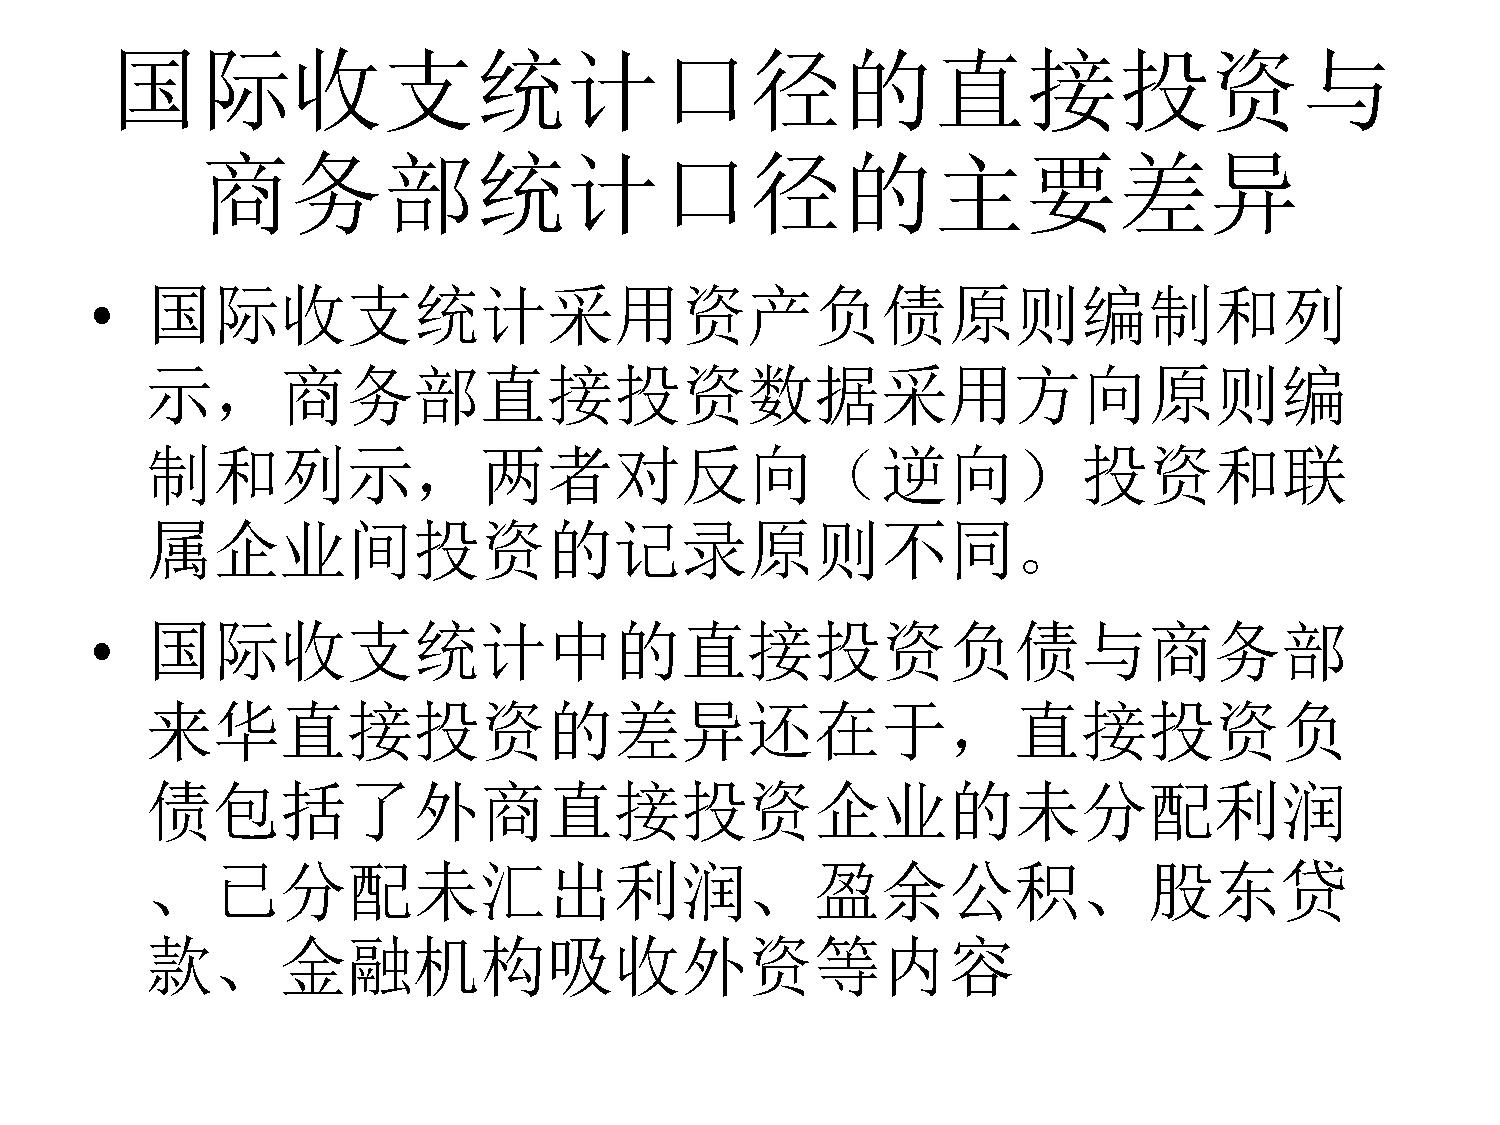 国际收支统计口径的直接投资与
商务部统计口径的主要差异
• 国际收支统计采用资产负债原则编制和列
示，商务部直接投资数据采用方向原则编
制和列示，两者对反向（逆向）投资和联
属企业间投资的记录原则不同。
• 国际收支统计中的直接投资负债与商务部
来华直接投资的差异还在于，直接投资负
债包括了外商直接投资企业的未分配利润
、已分配未汇出利润、盈余公积、股东贷
款、金融机构吸收外资等内容